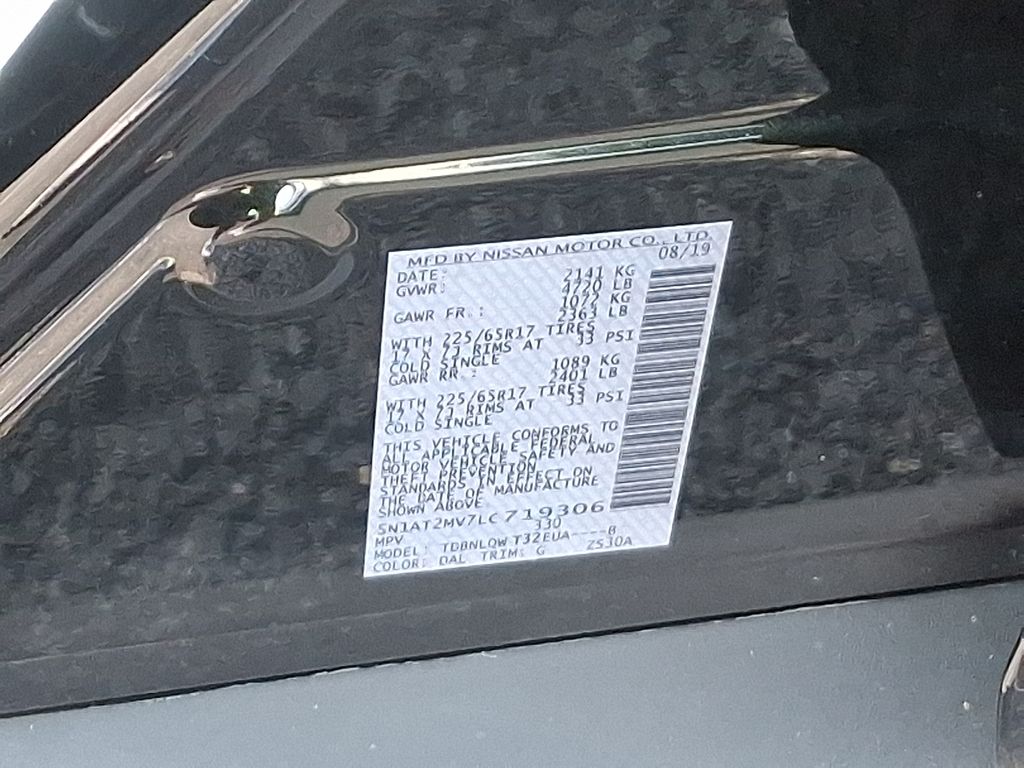 MFD BY NISSAN MOTOR CO., LTD.
DATE: 08/19
GVWR: 2141 KG
4720 LB
GAWR FR.: 1072 KG
2363 LB
WITH 225/65R17 TIRES
17 X 7J RIMS AT 33 PSI
COLD SINGLE
GAWR RR.: 1089 KG
2401 LB
WITH 225/65R17 TIRES
17 X 7J RIMS AT 33 PSI
COLD SINGLE
THIS VEHICLE CONFORMS TO
ALL APPLICABLE FEDERAL
MOTOR VEHICLE SAFETY AND
THEFT PREVENTION
STANDARDS IN EFFECT ON
THE DATE OF MANUFACTURE
SHOWN ABOVE
5N1AT2MV7LC719306
MPV 330
MODEL: TDBNLQW T32EUA----B
COLOR: DAL TRIM: G ZS30A